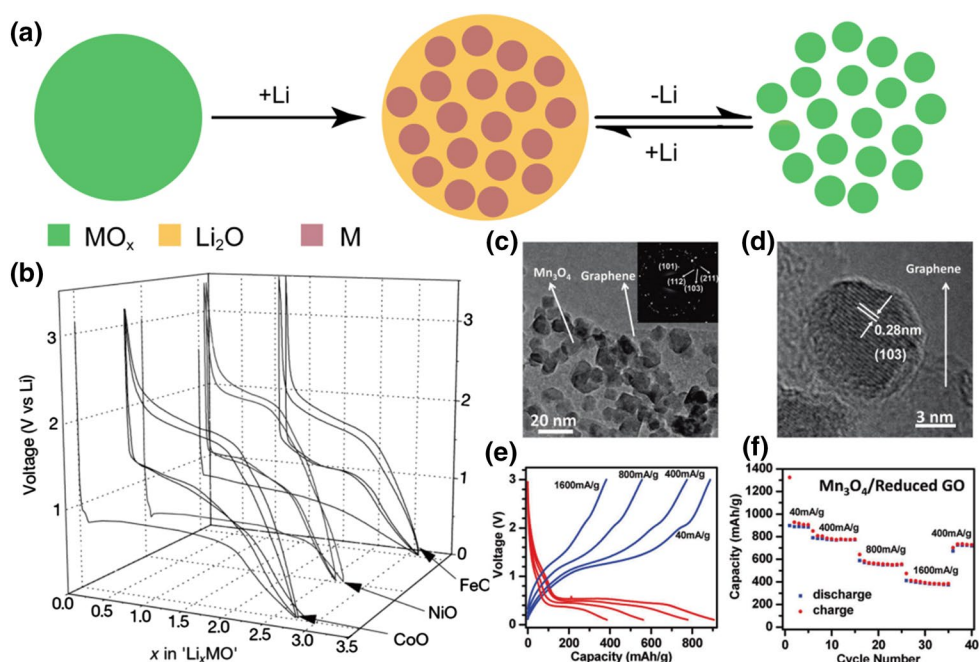 (a)
+Li
-Li
+Li
MOₓ
Li₂O
M
(b)
Voltage (V vs Li)
3
2
1
3
2
1
0
0.0
0.5
1.0
1.5
2.0
2.5
3.0
3.5
x in 'LiₓMO'
FeC
NiO
CoO
(c)
Mn₃O₄
Graphene
(101)
(112)
(103)
(211)
20 nm
(d)
Graphene
0.28nm
(103)
3 nm
(e)
Voltage (V)
3
2
1
0
1600mA/g
800mA/g
400mA/g
40mA/g
0 200 400 600 800
Capacity (mAh/g)
(f)
Mn₃O₄/Reduced GO
Capacity (mAh/g)
1400
1200
1000
800
600
400
200
0
40mA/g
400mA/g
800mA/g
1600mA/g
400mA/g
discharge
charge
0 10 20 30 40
Cycle Number